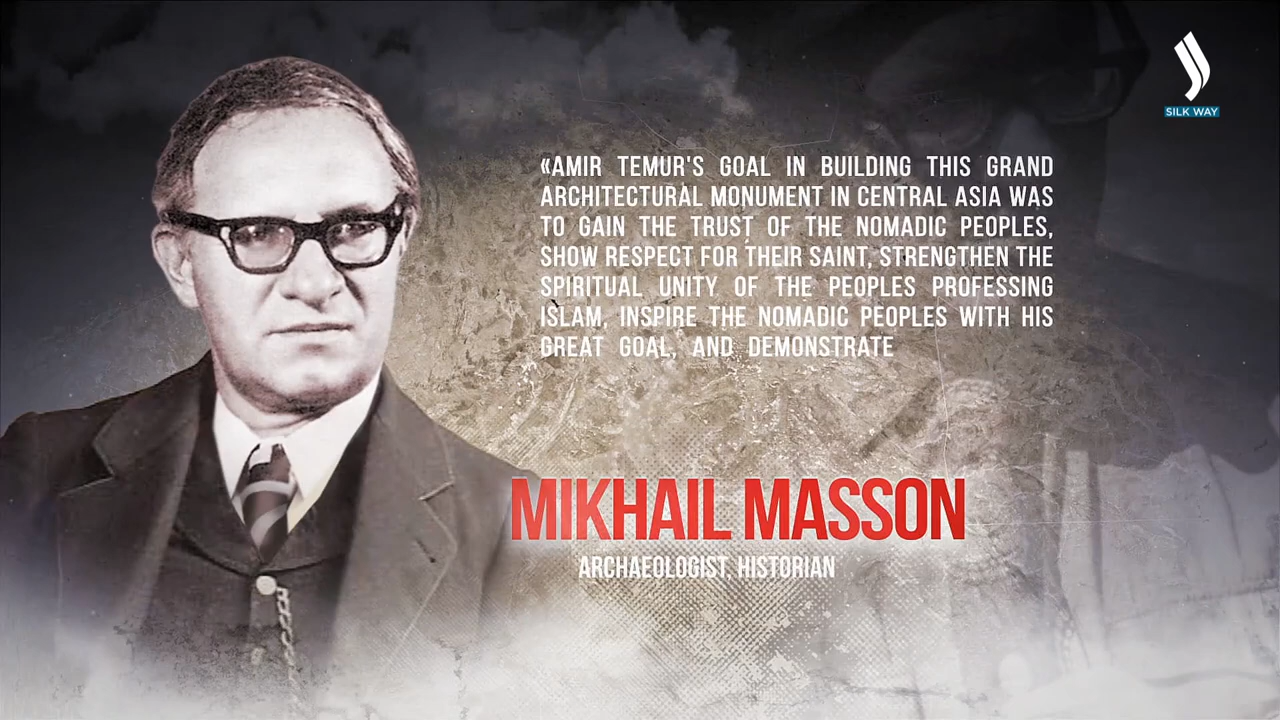 SILK WAY
«AMIR TEMUR'S GOAL IN BUILDING THIS GRAND
ARCHITECTURAL MONUMENT IN CENTRAL ASIA WAS
TO GAIN THE TRUST OF THE NOMADIC PEOPLES,
SHOW RESPECT FOR THEIR SAINT, STRENGTHEN THE
SPIRITUAL UNITY OF THE PEOPLES PROFESSING
ISLAM, INSPIRE THE NOMADIC PEOPLES WITH HIS
GREAT GOAL, AND DEMONSTRATE
MIKHAIL MASSON
ARCHAEOLOGIST, HISTORIAN